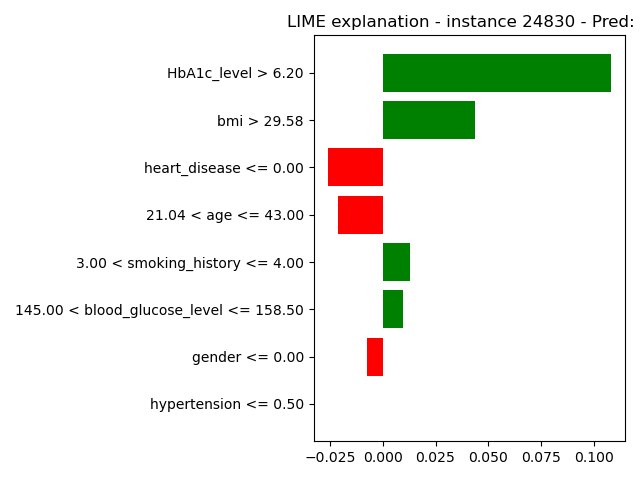 LIME explanation - instance 24830 - Pred:
HbA1c_level > 6.20
bmi > 29.58
heart_disease <= 0.00
21.04 < age <= 43.00
3.00 < smoking_history <= 4.00
145.00 < blood_glucose_level <= 158.50
gender <= 0.00
hypertension <= 0.50
−0.025 0.000 0.025 0.050 0.075 0.100